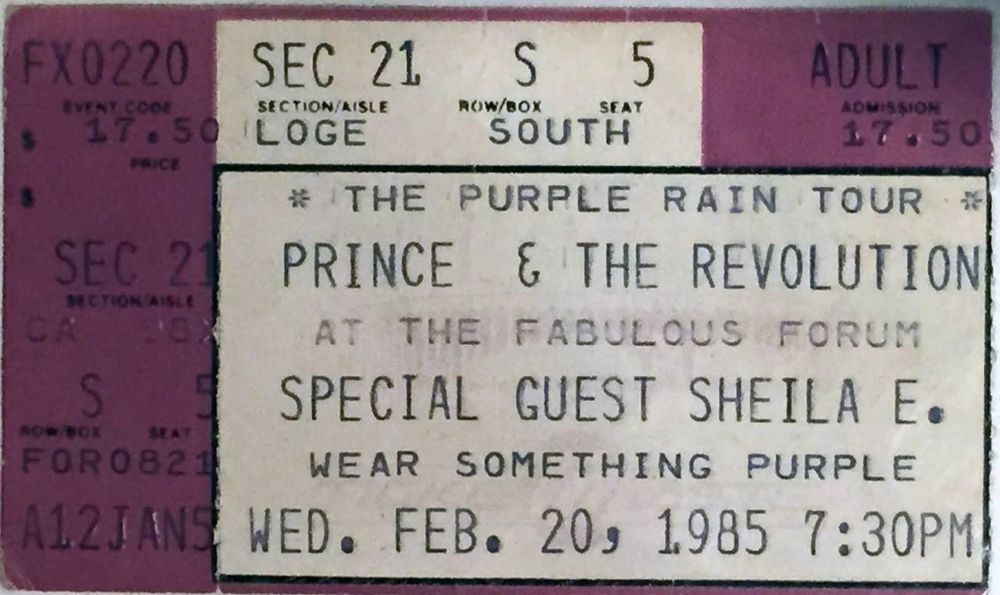 FX0220
EVENT CODE
$ 17.50
PRICE
$
SEC 21
SECTION/AISLE
CA
S 5
ROW/BOX SEAT
FOR0821
A12JAN5
SEC 21 S 5
SECTION/AISLE ROW/BOX SEAT
LOGE SOUTH
ADULT
ADMISSION
17.50
* THE PURPLE RAIN TOUR *
PRINCE & THE REVOLUTION
AT THE FABULOUS FORUM
SPECIAL GUEST SHEILA E.
WEAR SOMETHING PURPLE
WED. FEB. 20, 1985 7:30PM